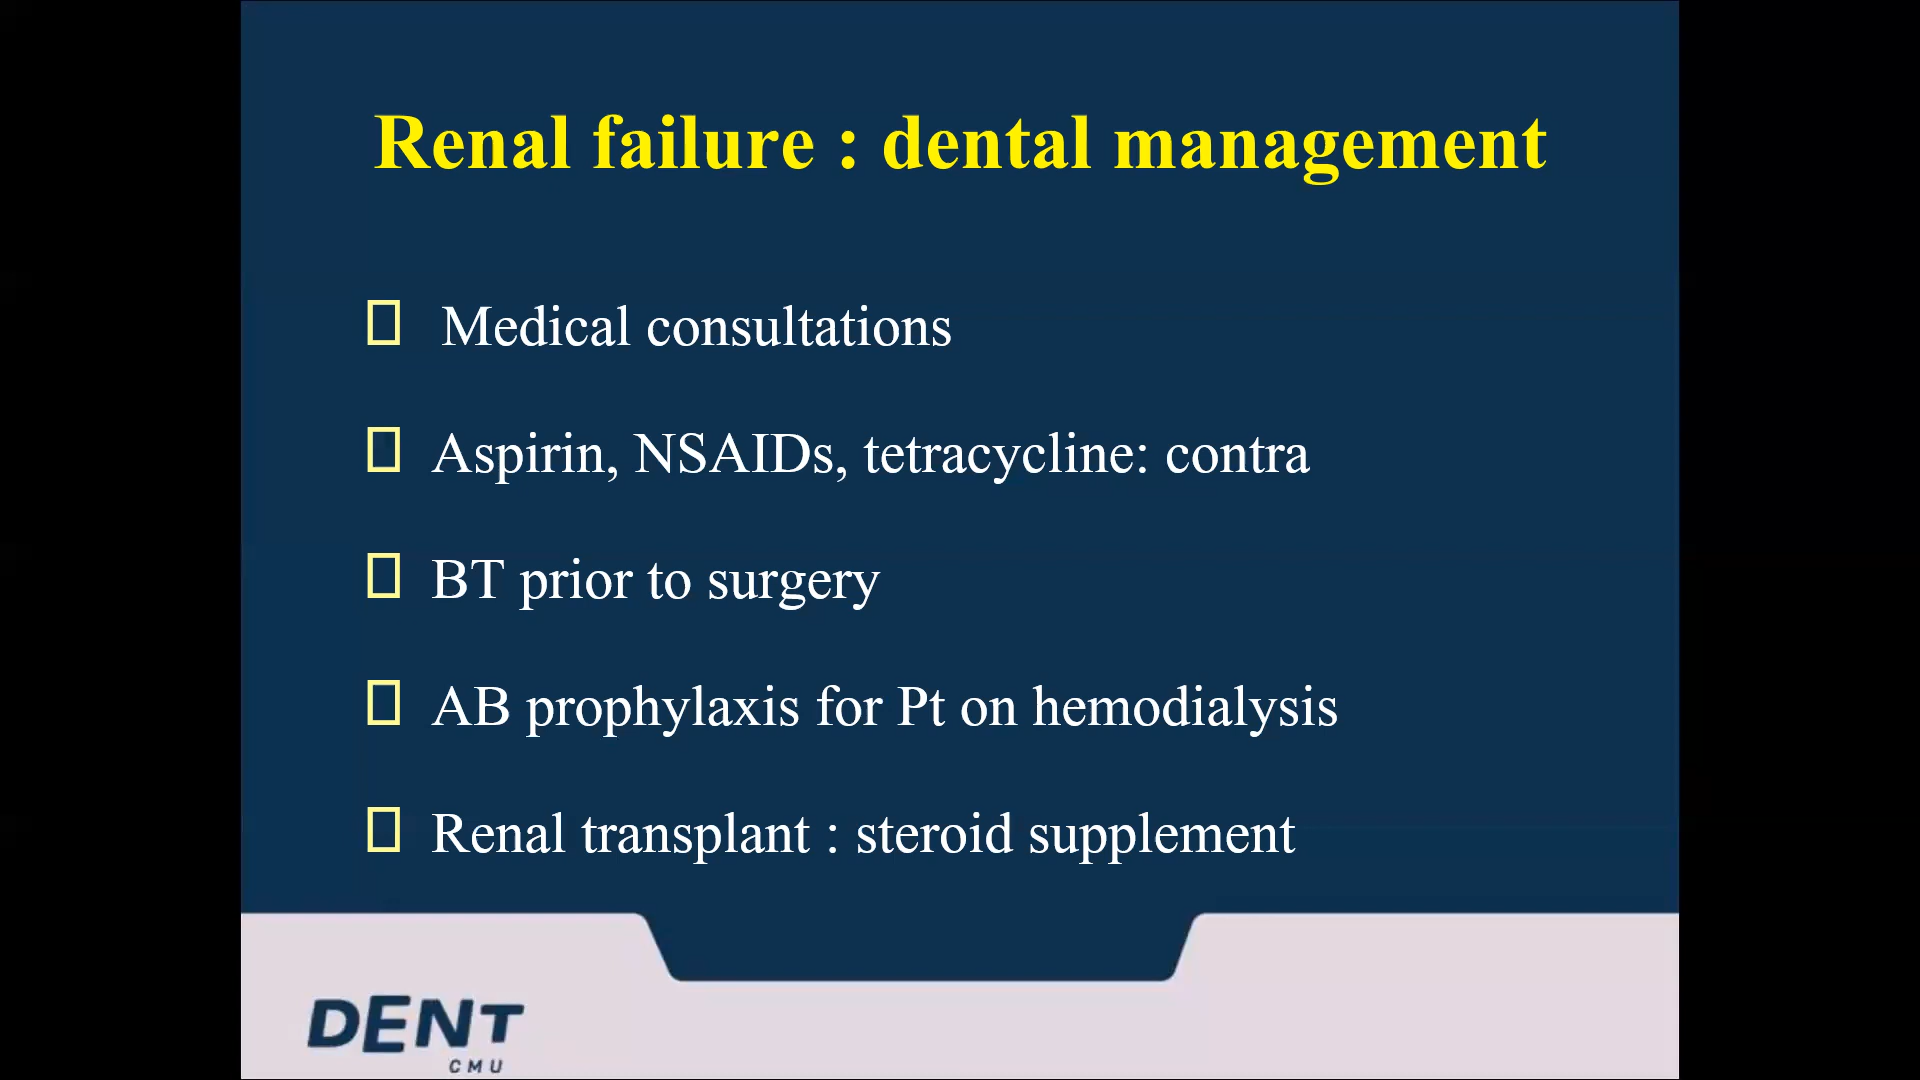 Renal failure : dental management
Medical consultations
Aspirin, NSAIDs, tetracycline: contra
BT prior to surgery
AB prophylaxis for Pt on hemodialysis
Renal transplant : steroid supplement
DENT
CMU